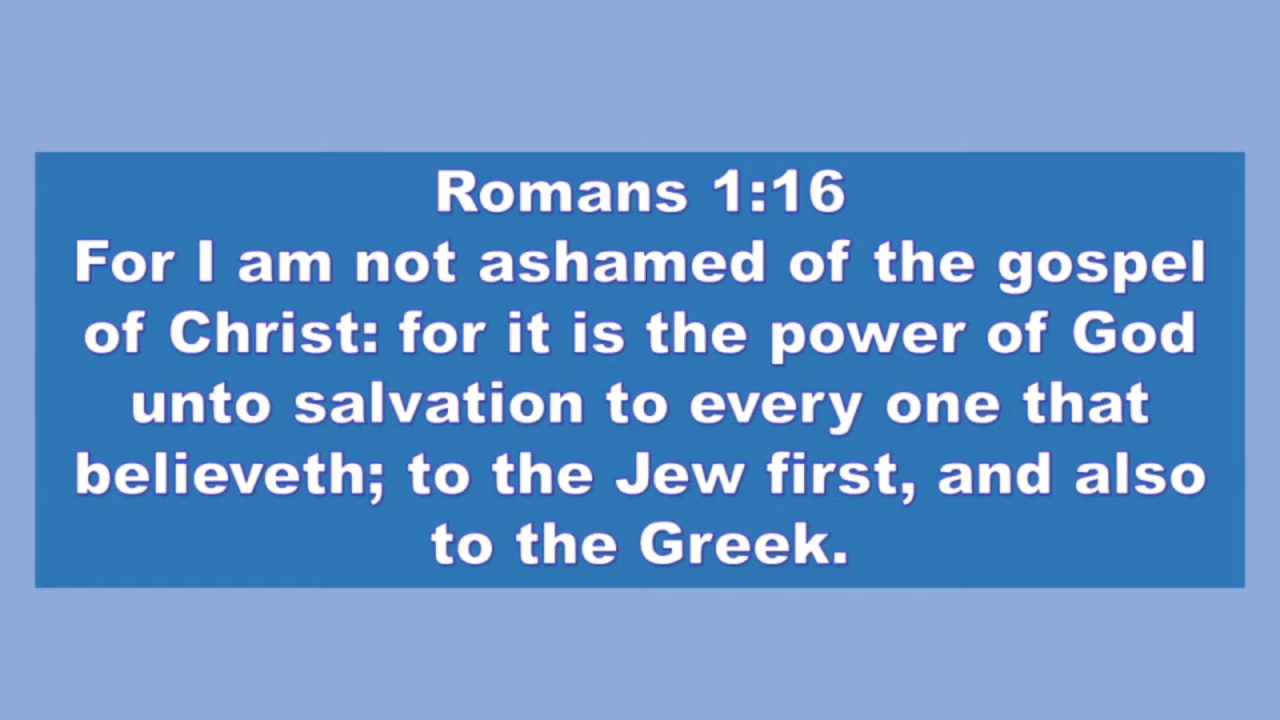 Romans 1:16
For I am not ashamed of the gospel
of Christ: for it is the power of God
unto salvation to every one that
believeth; to the Jew first, and also
to the Greek.